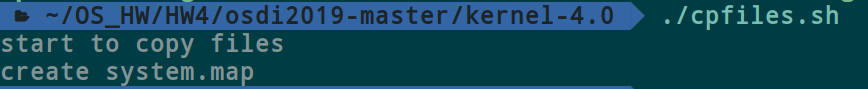 ~/OS_HW/HW4/osdi2019-master/kernel-4.0 ./cpfiles.sh
start to copy files
create system.map